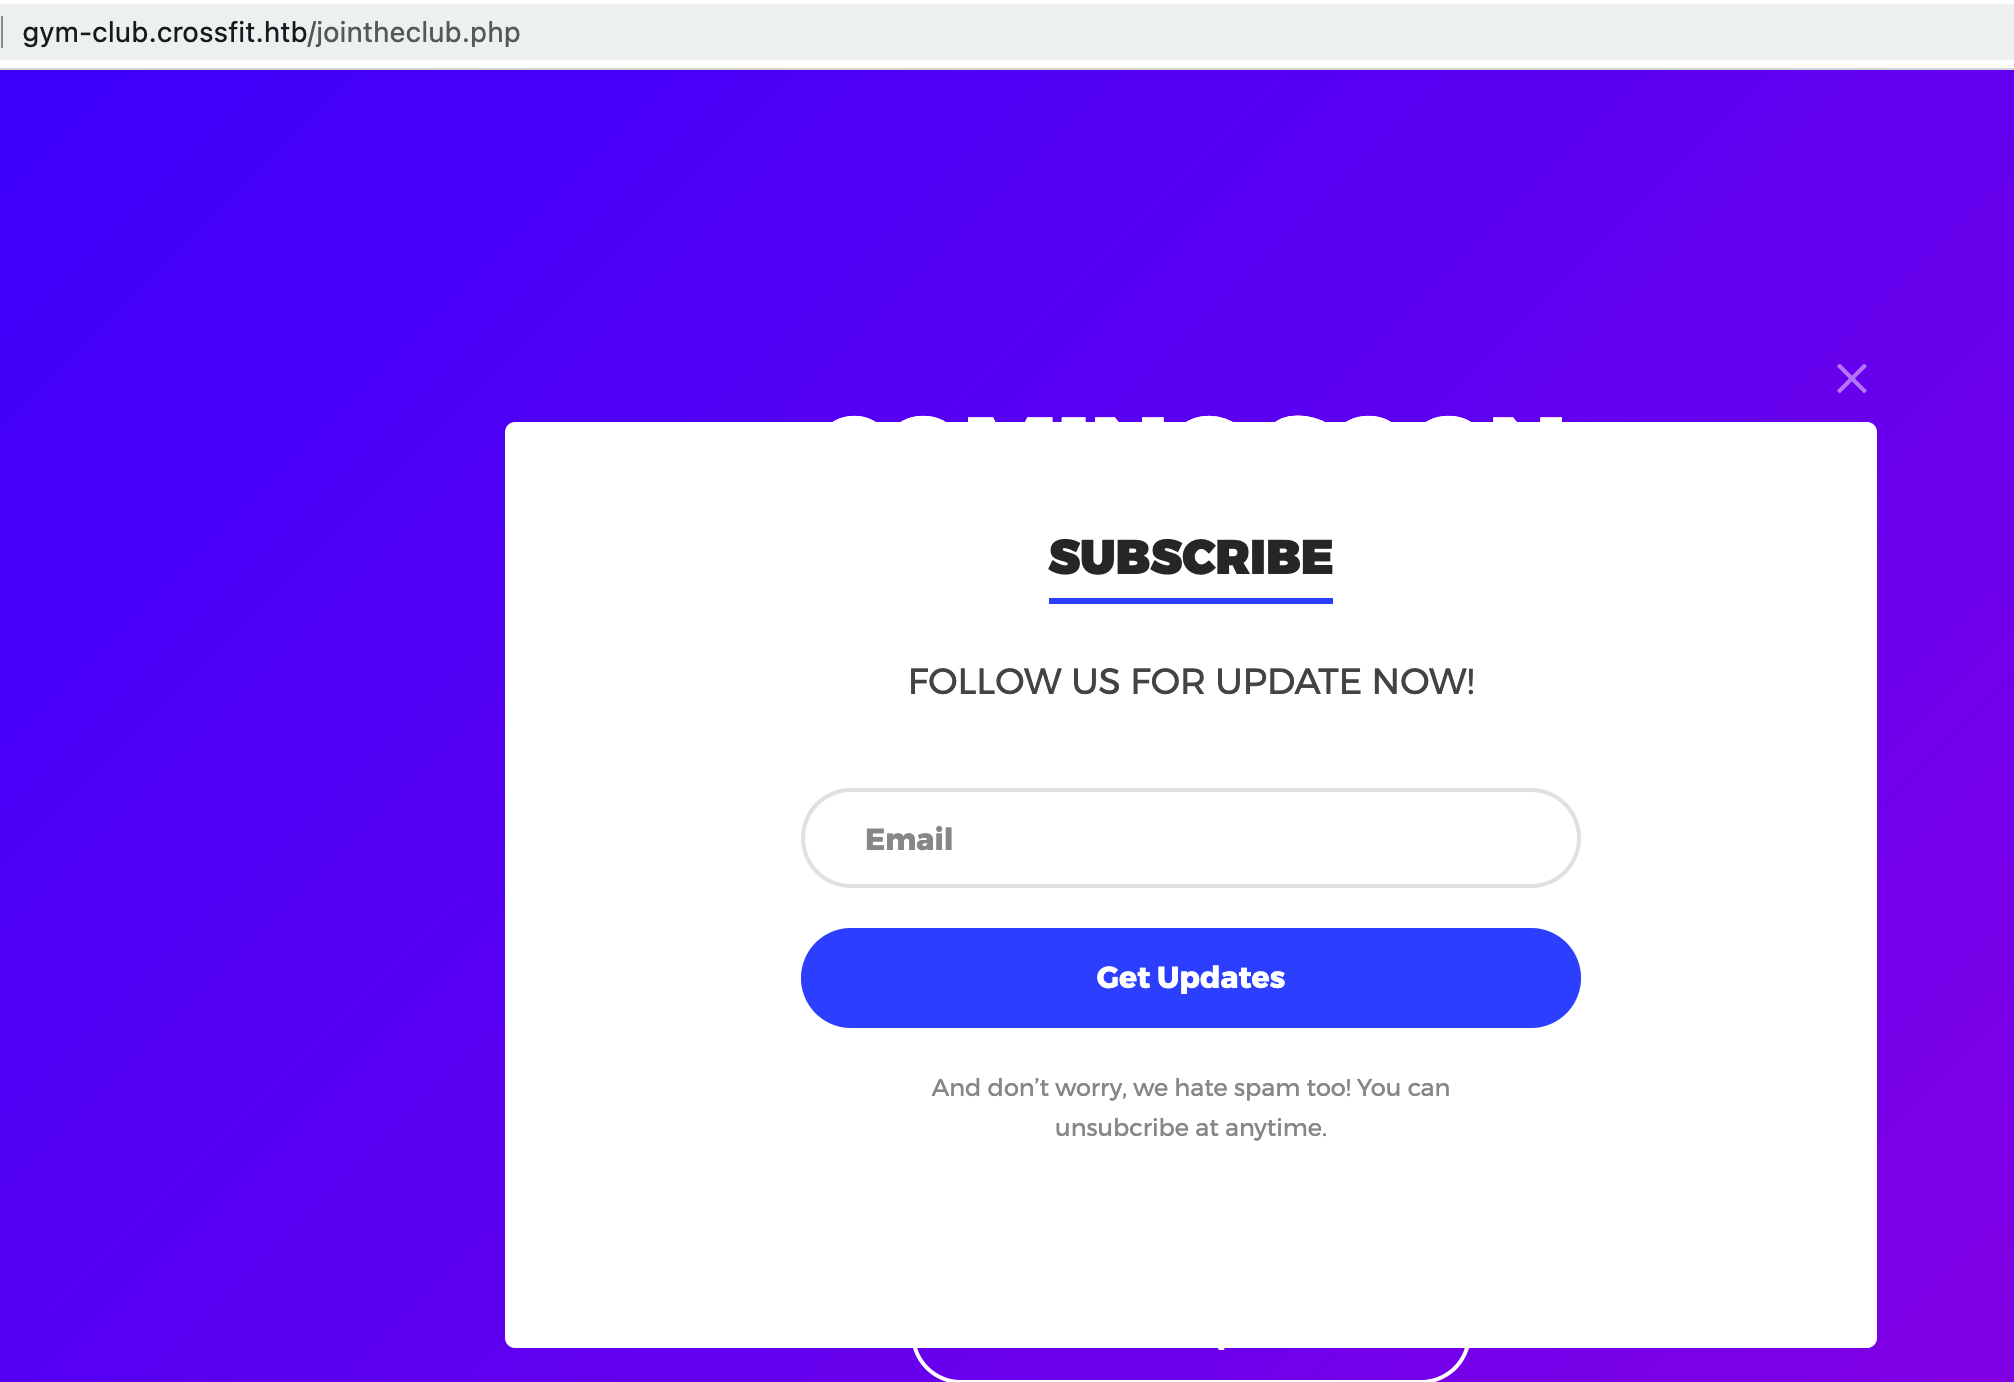 gym-club.crossfit.htb/jointheclub.php
SUBSCRIBE
FOLLOW US FOR UPDATE NOW!
Email
Get Updates
And don’t worry, we hate spam too! You can
unsubcribe at anytime.